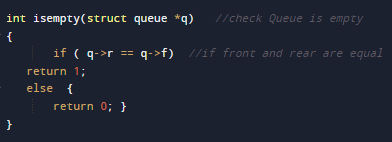 int isempty(struct queue *q)   //check Queue is empty
{
      if ( q->r == q->f)  //if front and rear are equal
   return 1;
   else  {
      return 0; }
}